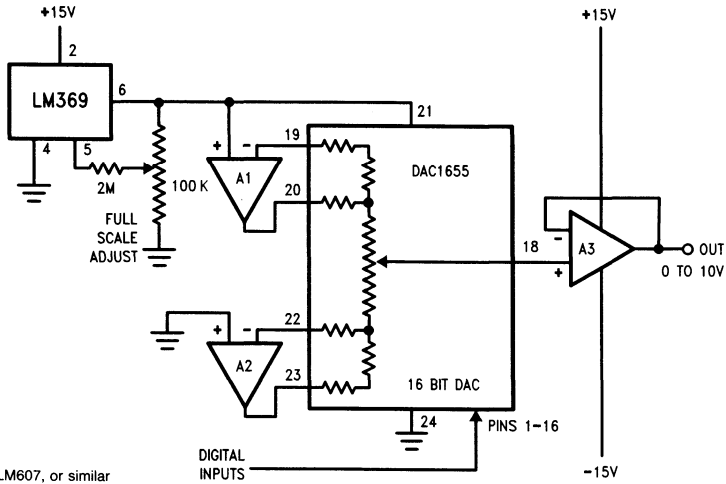 +15V
+15V
2
LM369
6
4
5
2M
100K
FULL
SCALE
ADJUST
+
-
A1
19
20
21
DAC1655
18
-
+
A3
OUT
0 TO 10V
+
-
A2
22
23
16 BIT DAC
24
PINS 1-16
DIGITAL
INPUTS
-15V
LM607, or similar